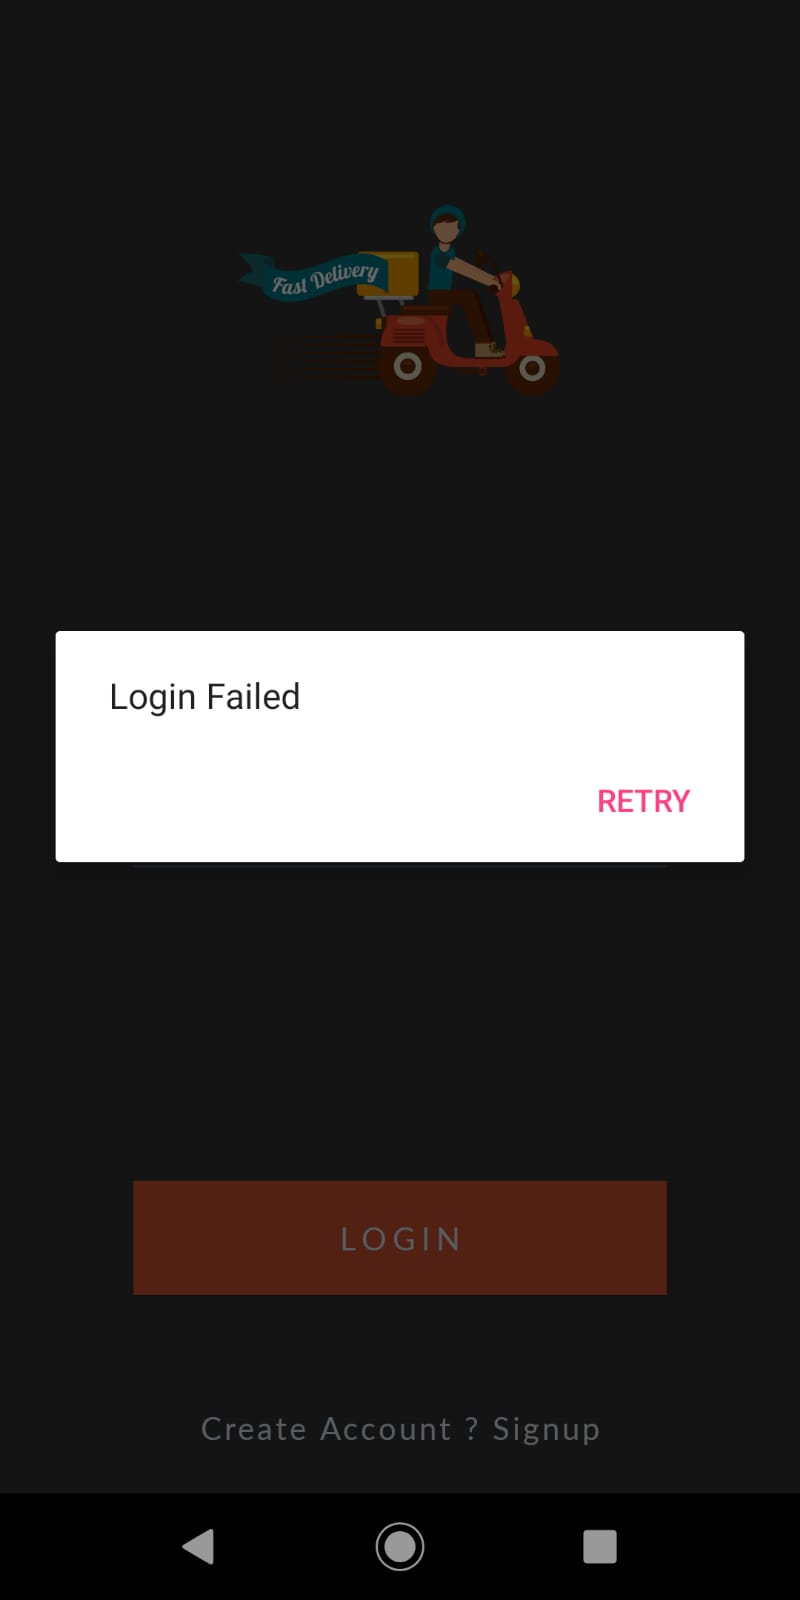 Fast Delivery
Login Failed
RETRY
LOGIN
Create Account ? Signup